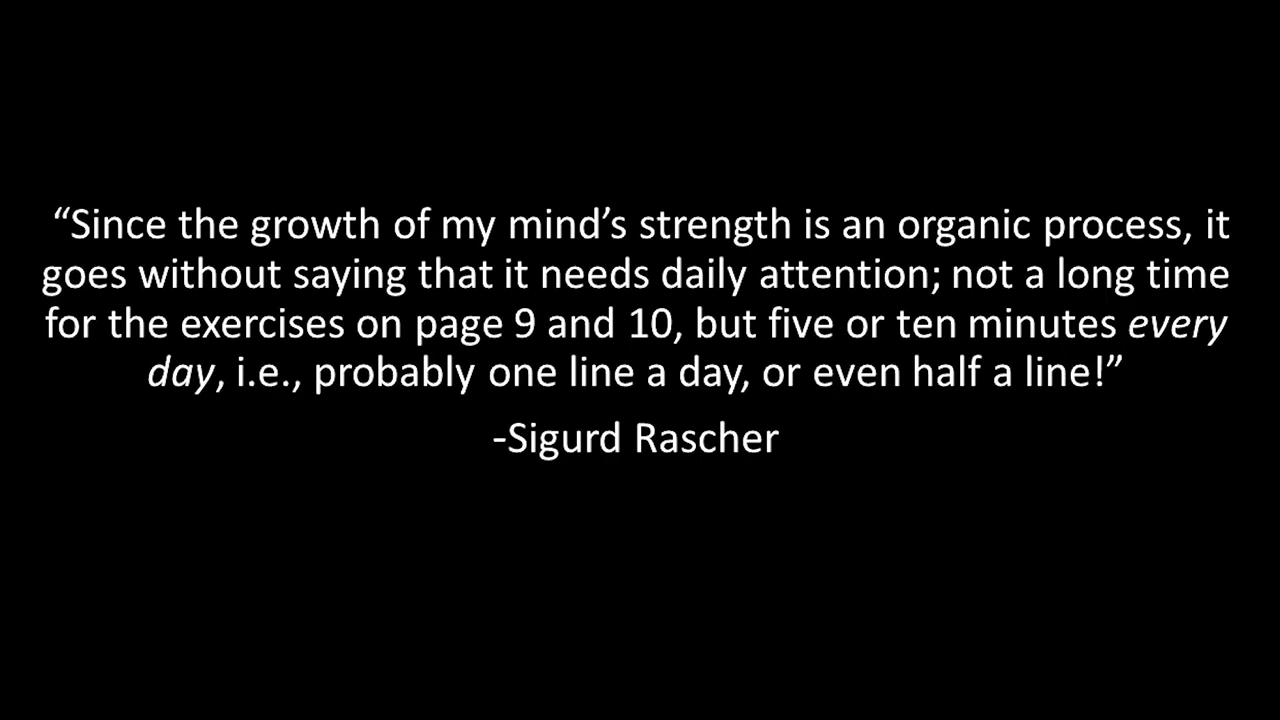 “Since the growth of my mind’s strength is an organic process, it
goes without saying that it needs daily attention; not a long time
for the exercises on page 9 and 10, but five or ten minutes every
day, i.e., probably one line a day, or even half a line!”
-Sigurd Rascher